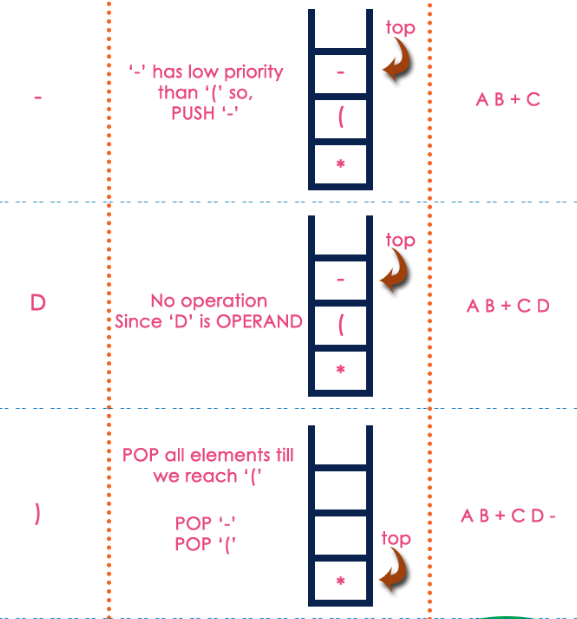 -
'-' has low priority
than '(' so,
PUSH '-'
top
-
(
*
A B + C
D
No operation
Since 'D' is OPERAND
top
-
(
*
A B + C D
)
POP all elements till
we reach '('
POP '-'
POP '('
top
*
A B + C D -